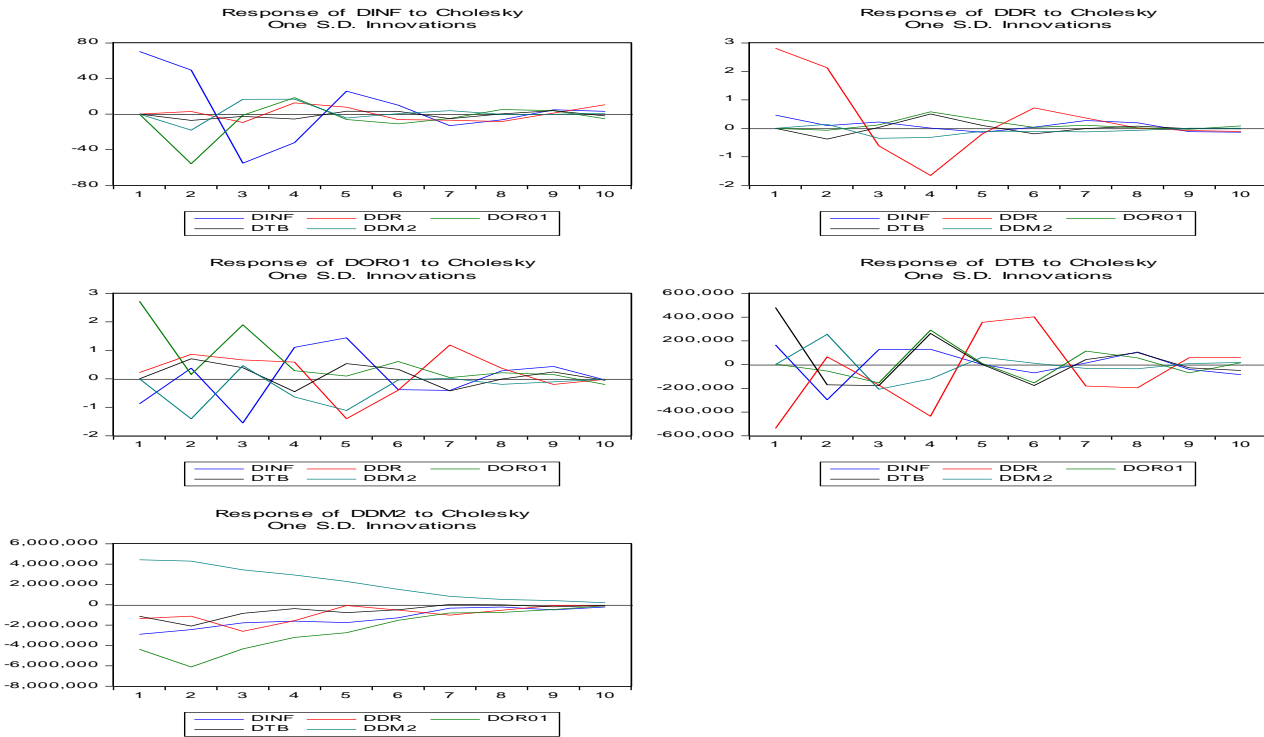 Response of DINF to Cholesky
One S.D. Innovations
80
40
0
-40
-80
1 2 3 4 5 6 7 8 9 10
DINF DDR DOR01
DTB DDM2
Response of DDR to Cholesky
One S.D. Innovations
3
2
1
0
-1
-2
1 2 3 4 5 6 7 8 9 10
DINF DDR DOR01
DTB DDM2
Response of DOR01 to Cholesky
One S.D. Innovations
3
2
1
0
-1
-2
1 2 3 4 5 6 7 8 9 10
DINF DDR DOR01
DTB DDM2
Response of DTB to Cholesky
One S.D. Innovations
600,000
400,000
200,000
0
-200,000
-400,000
-600,000
1 2 3 4 5 6 7 8 9 10
DINF DDR DOR01
DTB DDM2
Response of DDM2 to Cholesky
One S.D. Innovations
6,000,000
4,000,000
2,000,000
0
-2,000,000
-4,000,000
-6,000,000
-8,000,000
1 2 3 4 5 6 7 8 9 10
DINF DDR DOR01
DTB DDM2